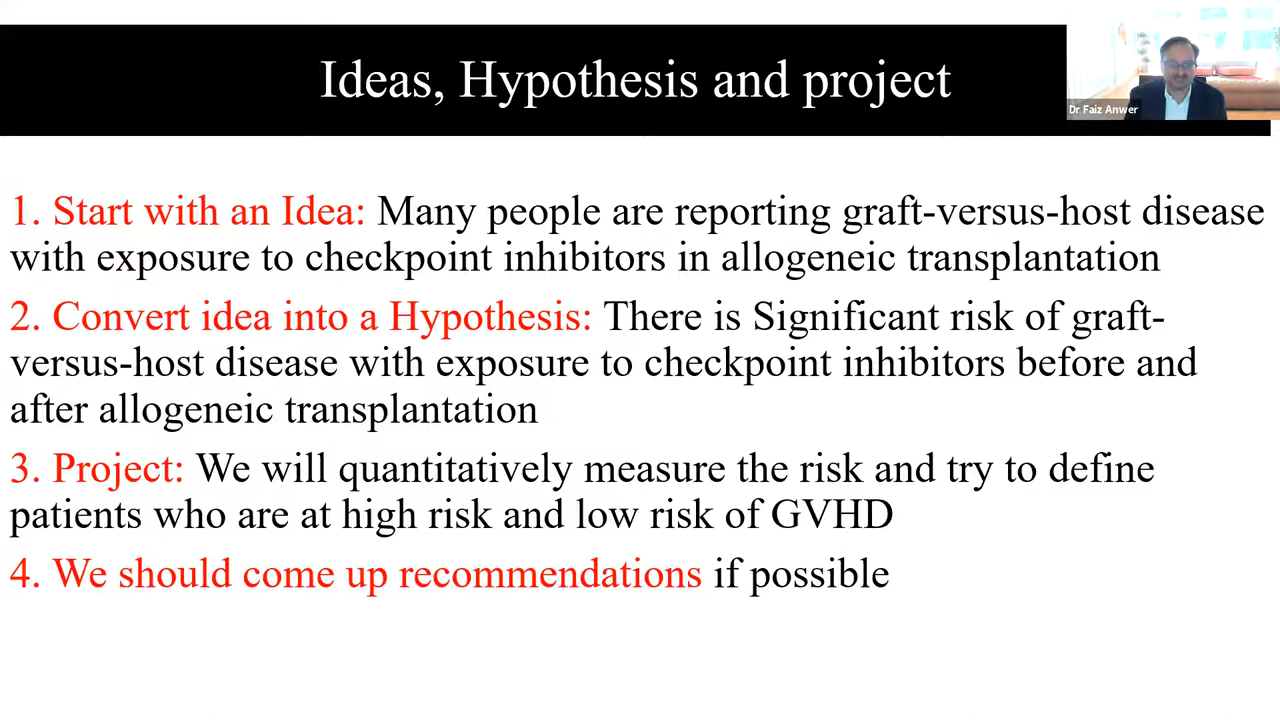 Ideas, Hypothesis and project
Dr Faiz Anwer
1. Start with an Idea: Many people are reporting graft-versus-host disease
with exposure to checkpoint inhibitors in allogeneic transplantation
2. Convert idea into a Hypothesis: There is Significant risk of graft-
versus-host disease with exposure to checkpoint inhibitors before and
after allogeneic transplantation
3. Project: We will quantitatively measure the risk and try to define
patients who are at high risk and low risk of GVHD
4. We should come up recommendations if possible